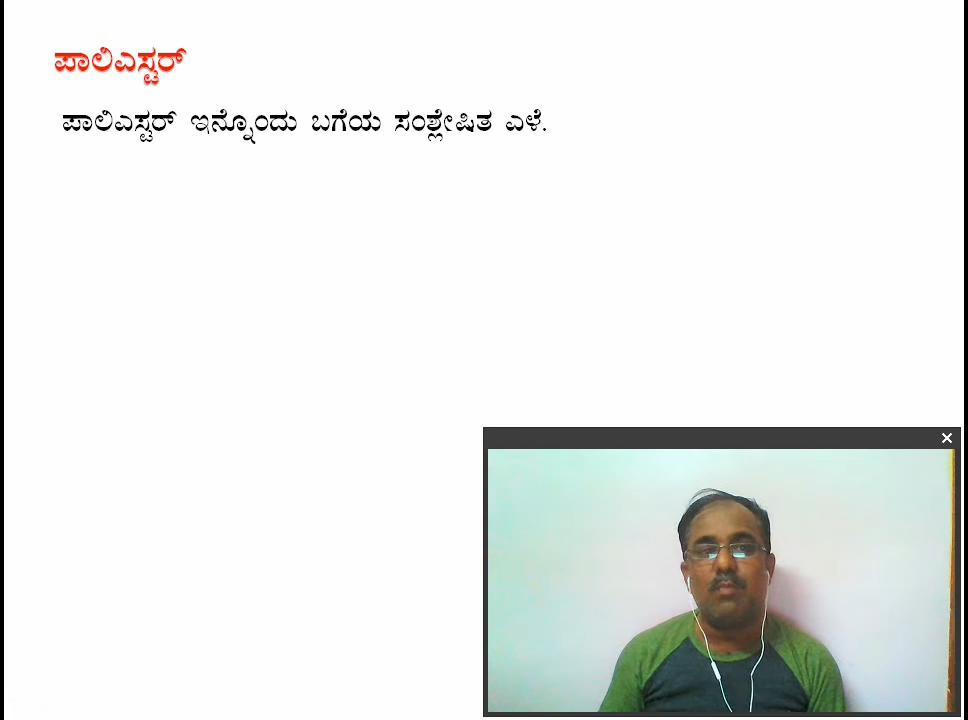 ಪಾಲಿಎಸ್ಟರ್
ಪಾಲಿಎಸ್ಟರ್ ಇನ್ನೊಂದು ಬಗೆಯ ಸಂಶ್ಲೇಷಿತ ಎಳೆ.